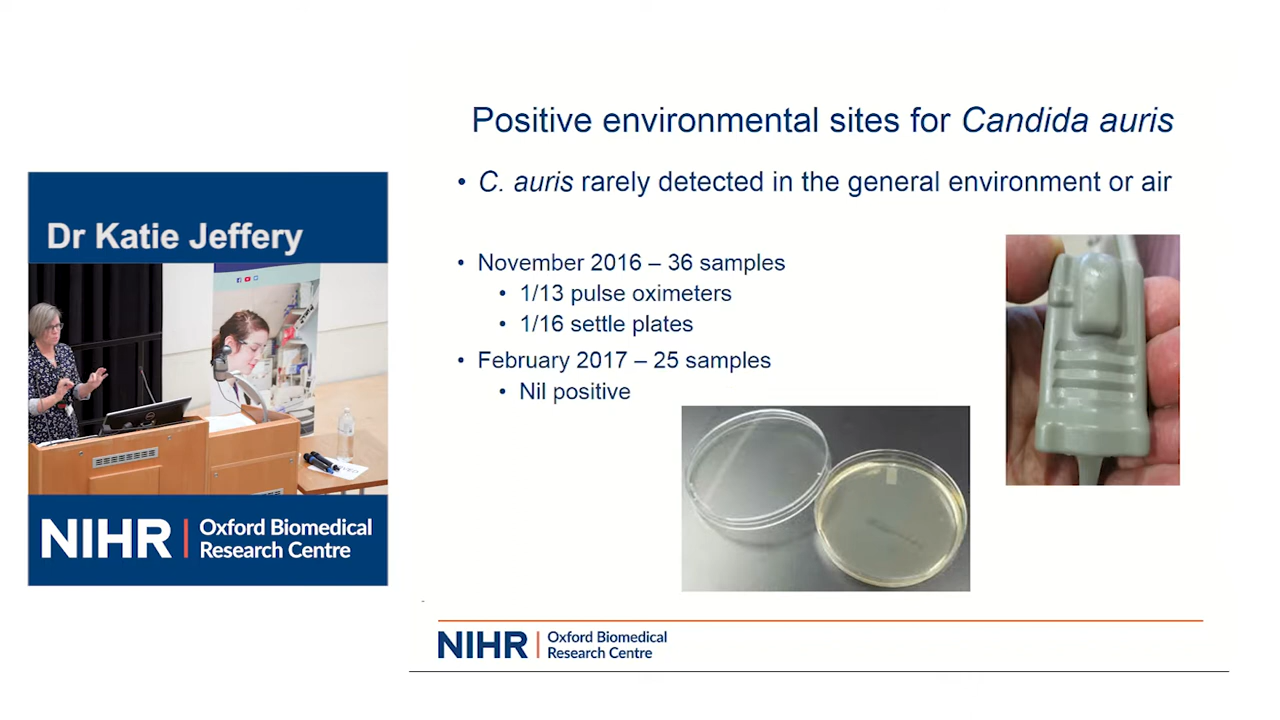 Dr Katie Jeffery
NIHR | Oxford Biomedical
Research Centre
Positive environmental sites for Candida auris
• C. auris rarely detected in the general environment or air
• November 2016 – 36 samples
• 1/13 pulse oximeters
• 1/16 settle plates
• February 2017 – 25 samples
• Nil positive
NIHR | Oxford Biomedical
Research Centre